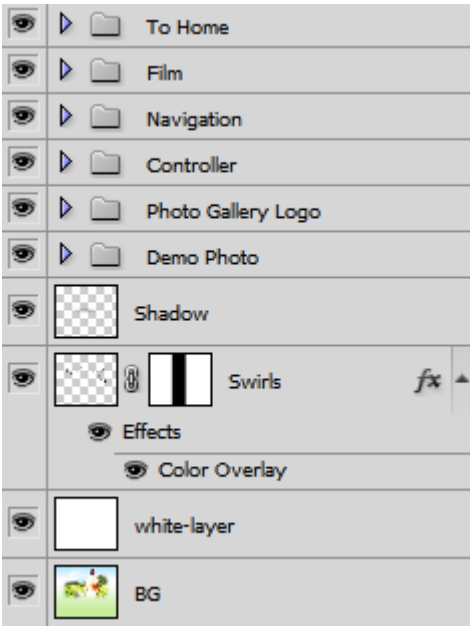 To Home
Film
Navigation
Controller
Photo Gallery Logo
Demo Photo
Shadow
Swirls fx
Effects
Color Overlay
white-layer
BG